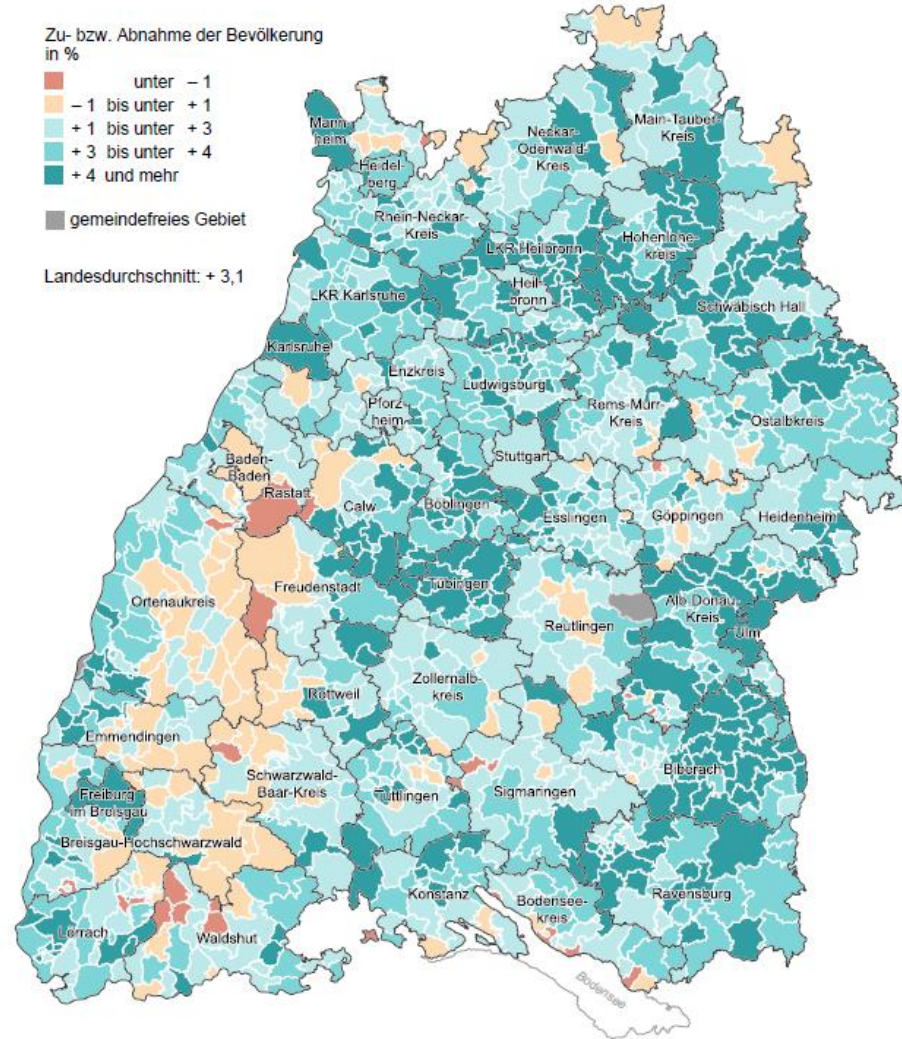 Zu- bzw. Abnahme der Bevölkerung
in %
unter – 1
– 1 bis unter + 1
+ 1 bis unter + 3
+ 3 bis unter + 4
+ 4 und mehr
gemeindefreies Gebiet
Landesdurchschnitt: + 3,1
Mann
heim
Heidel-
berg
Neckar-
Odenwald-
Kreis
Main-Tauber-
Kreis
Rhein-Neckar-
Kreis
LKR Heilbronn
Hohenlohe-
kreis
Heil-
bronn
LKR Karlsruhe
Schwäbisch Hall
Karlsruhe
Enzkreis
Ludwigsburg
Pforz-
heim
Rems-Murr-
Kreis
Ostalbkreis
Stuttgart
Baden-
Baden
Rastatt
Calw
Böblingen
Esslingen
Göppingen
Heidenheim
Freudenstadt
Tübingen
Alb-Donau-
Kreis
Ulm
Ortenaukreis
Reutlingen
Rottweil
Zollernalb-
kreis
Emmendingen
Schwarzwald-
Baar-Kreis
Tuttlingen
Sigmaringen
Biberach
Freiburg
im Breisgau
Breisgau-Hochschwarzwald
Konstanz
Bodensee-
kreis
Ravensburg
Lörrach
Waldshut
Bodensee